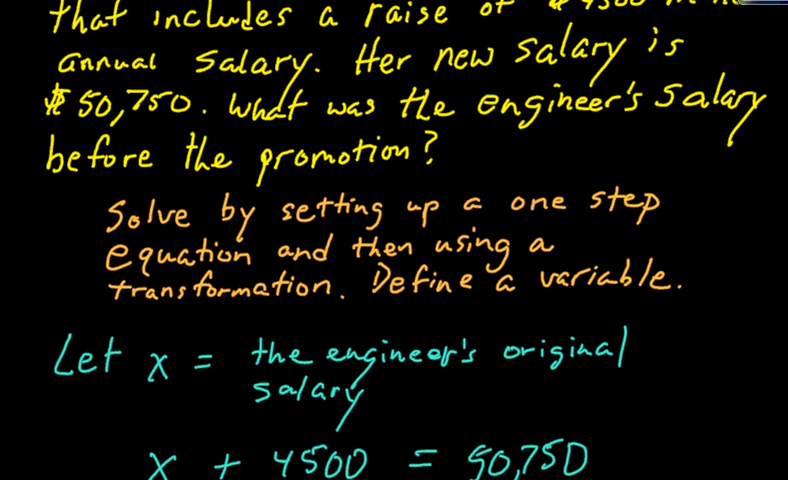 that includes a raise of $4500 in
annual salary. Her new salary is
$50,750. What was the engineer's salary
before the promotion?
Solve by setting up a one step
equation and then using a
transformation. Define a variable.
Let x = the engineer's original
salary
x + 4500 = 50,750